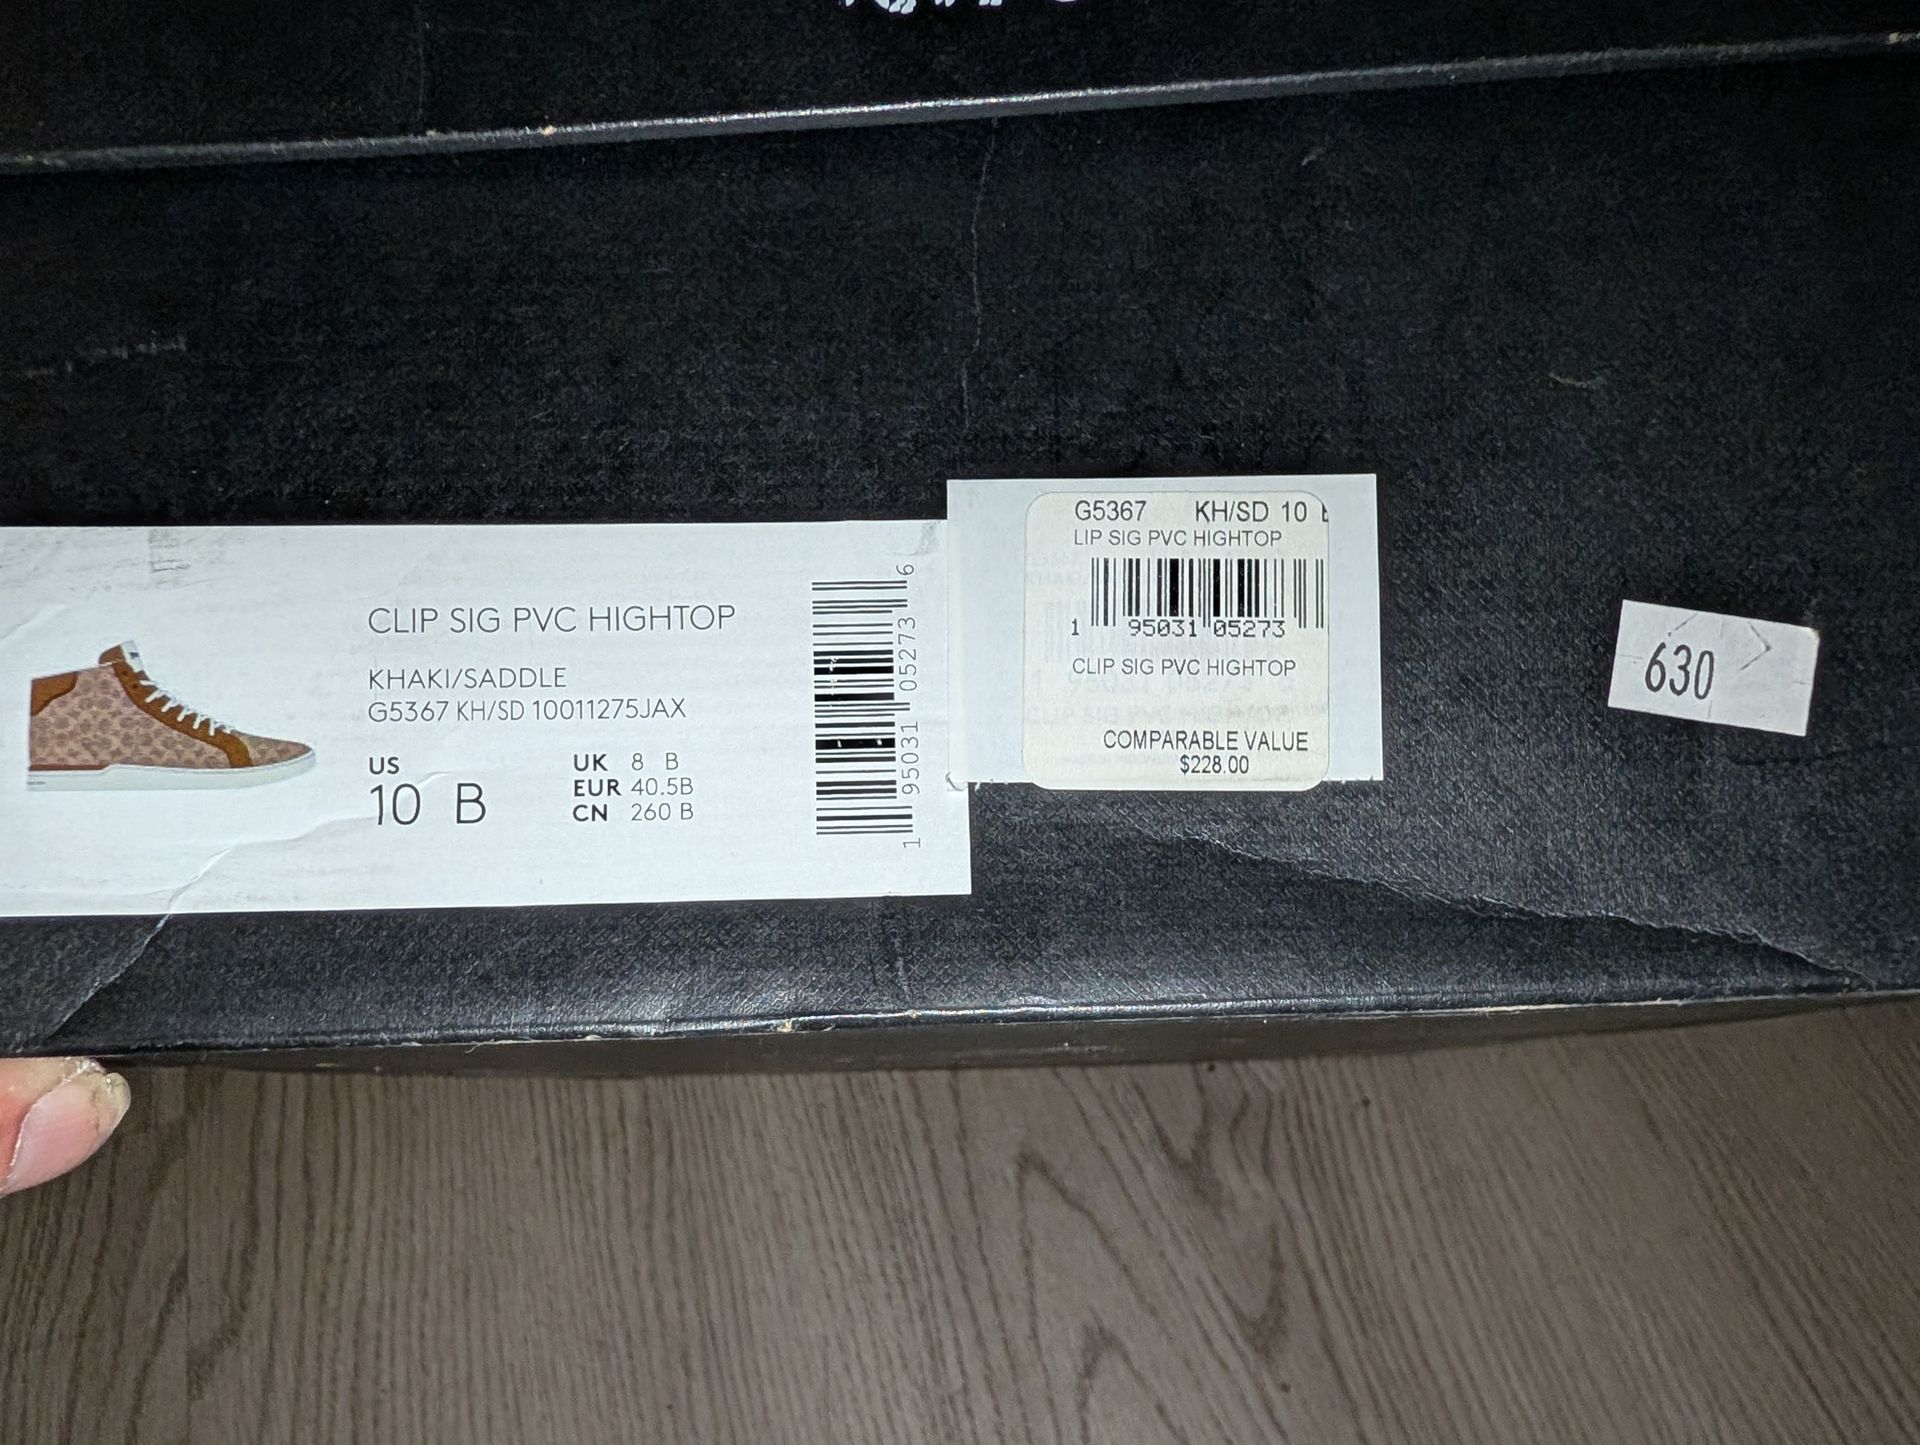 CLIP SIG PVC HIGHTOP
KHAKI/SADDLE
G5367 KH/SD 10011275JAX
US
10 B
UK 8 B
EUR 40.5B
CN 260 B
1 95031 05273 6
G5367 KH/SD 10
LIP SIG PVC HIGHTOP
1 95031 05273
CLIP SIG PVC HIGHTOP
COMPARABLE VALUE
$228.00
630